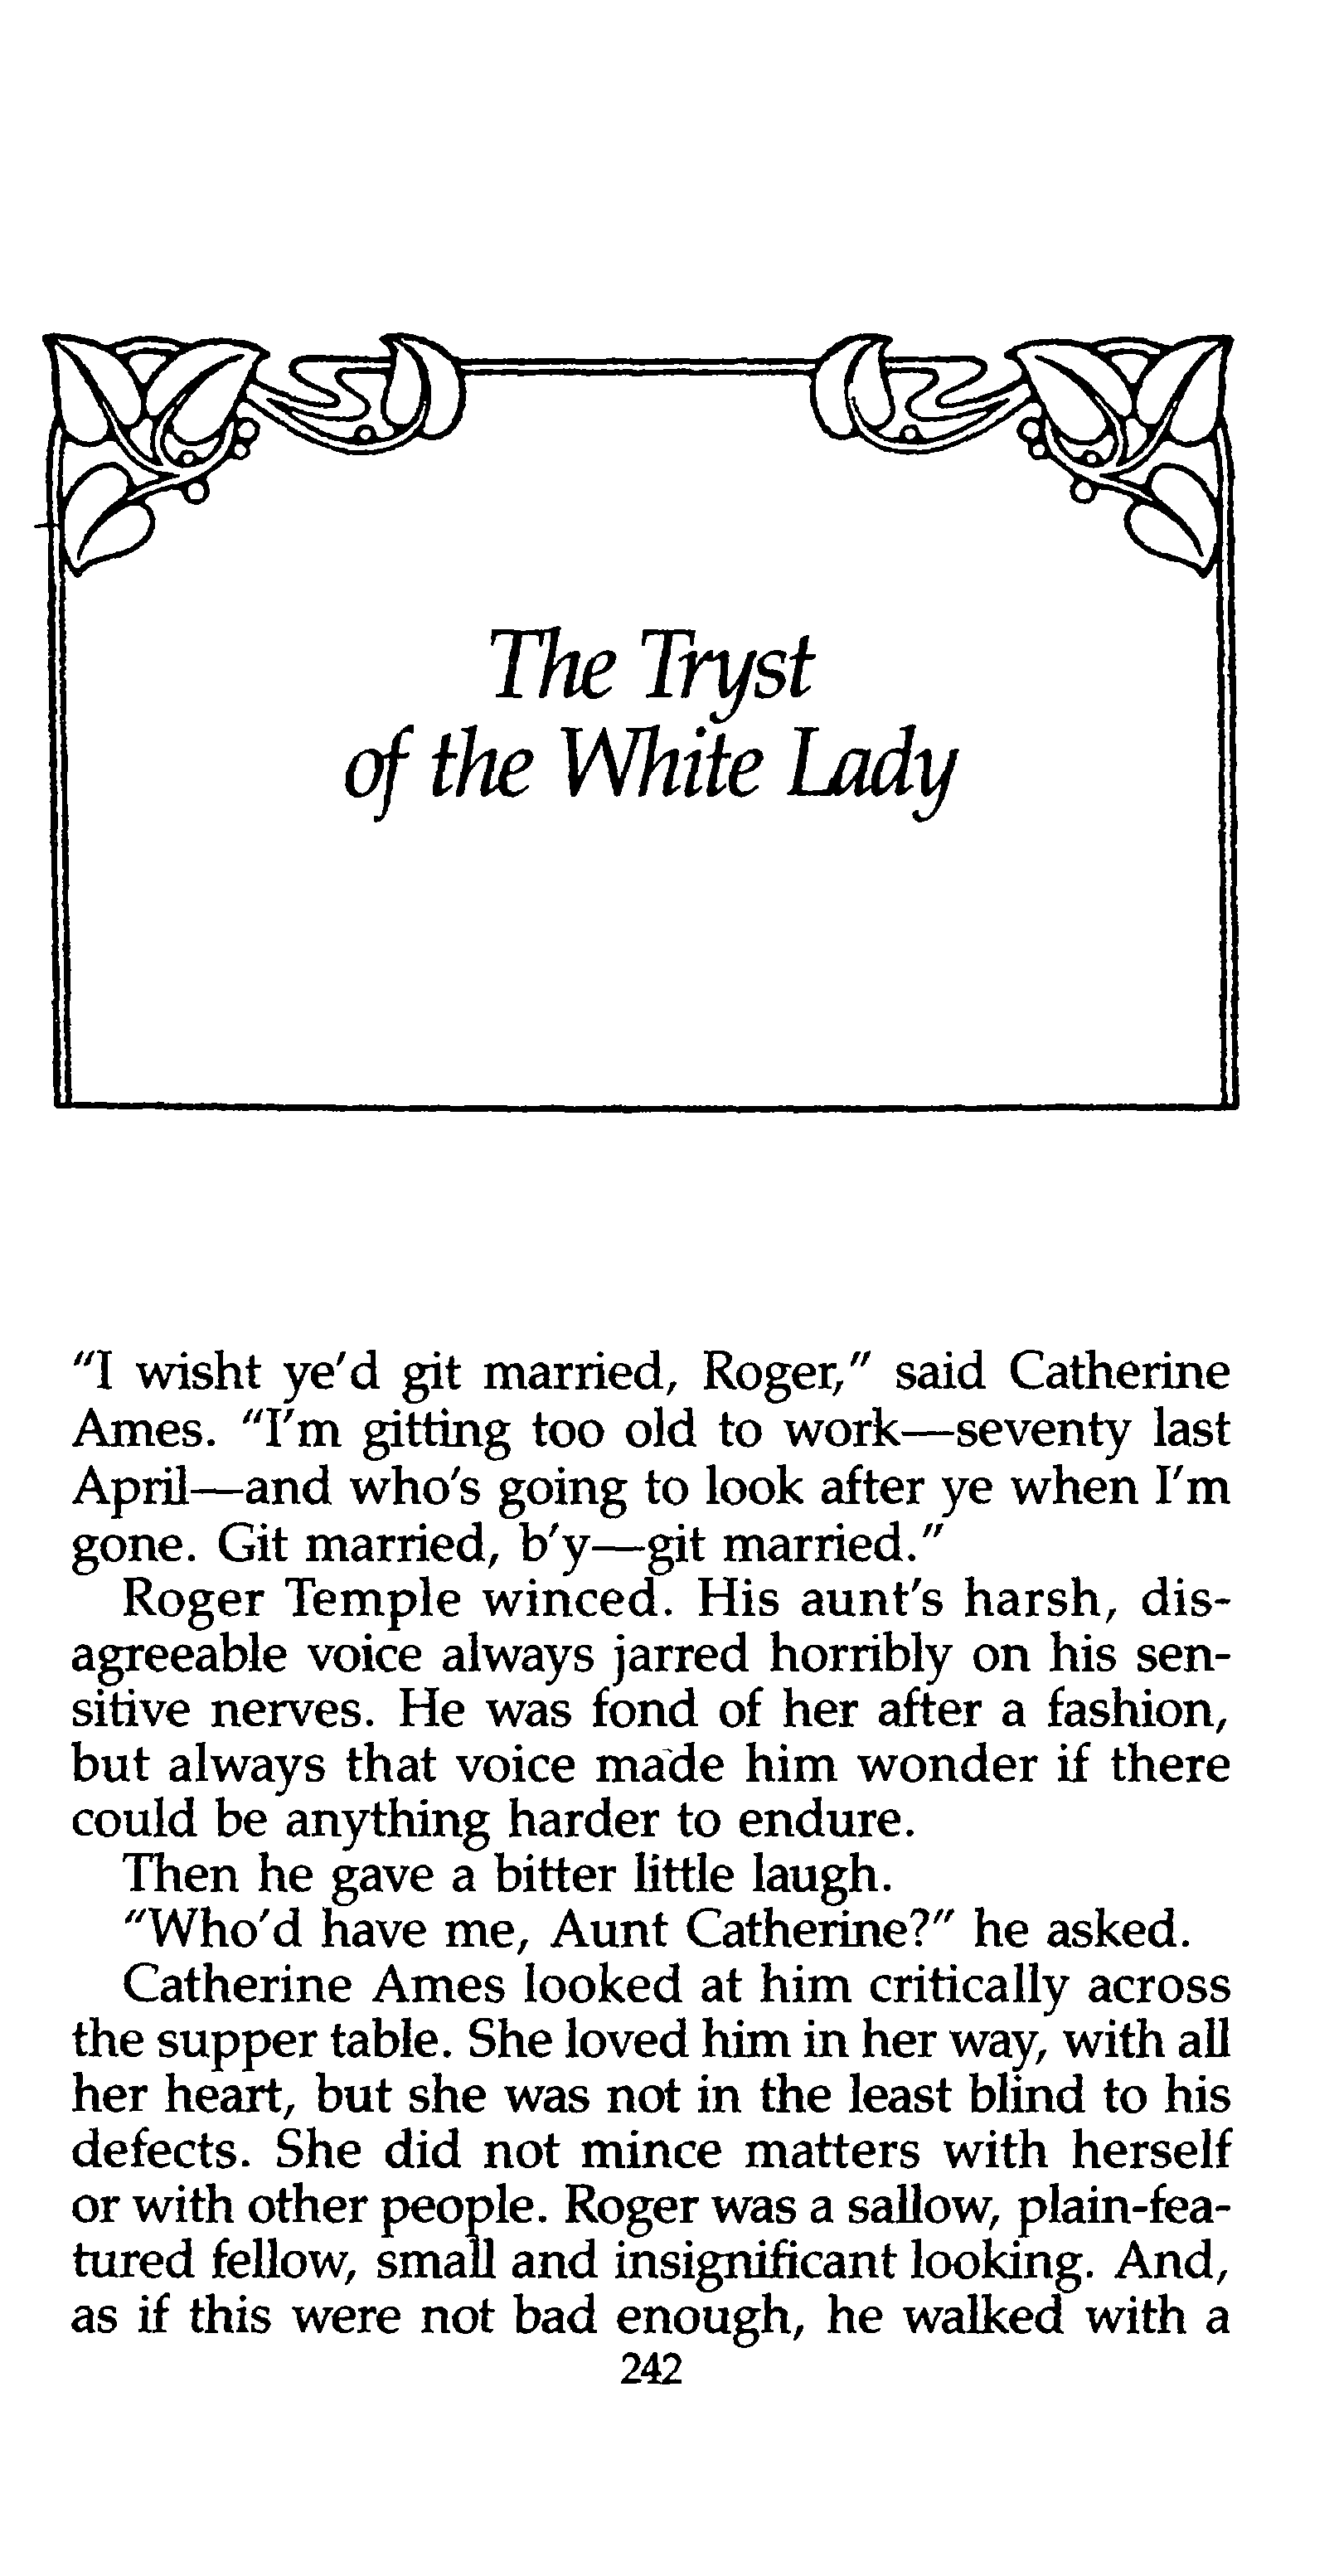 The Tryst
of the White Lady
"I wisht ye'd git married, Roger," said Catherine
Ames. "I'm gitting too old to work—seventy last
April—and who's going to look after ye when I'm
gone. Git married, b'y—git married."
Roger Temple winced. His aunt's harsh, dis-
agreeable voice always jarred horribly on his sen-
sitive nerves. He was fond of her after a fashion,
but always that voice made him wonder if there
could be anything harder to endure.
Then he gave a bitter little laugh.
"Who'd have me, Aunt Catherine?" he asked.
Catherine Ames looked at him critically across
the supper table. She loved him in her way, with all
her heart, but she was not in the least blind to his
defects. She did not mince matters with herself
or with other people. Roger was a sallow, plain-fea-
tured fellow, small and insignificant looking. And,
as if this were not bad enough, he walked with a
242